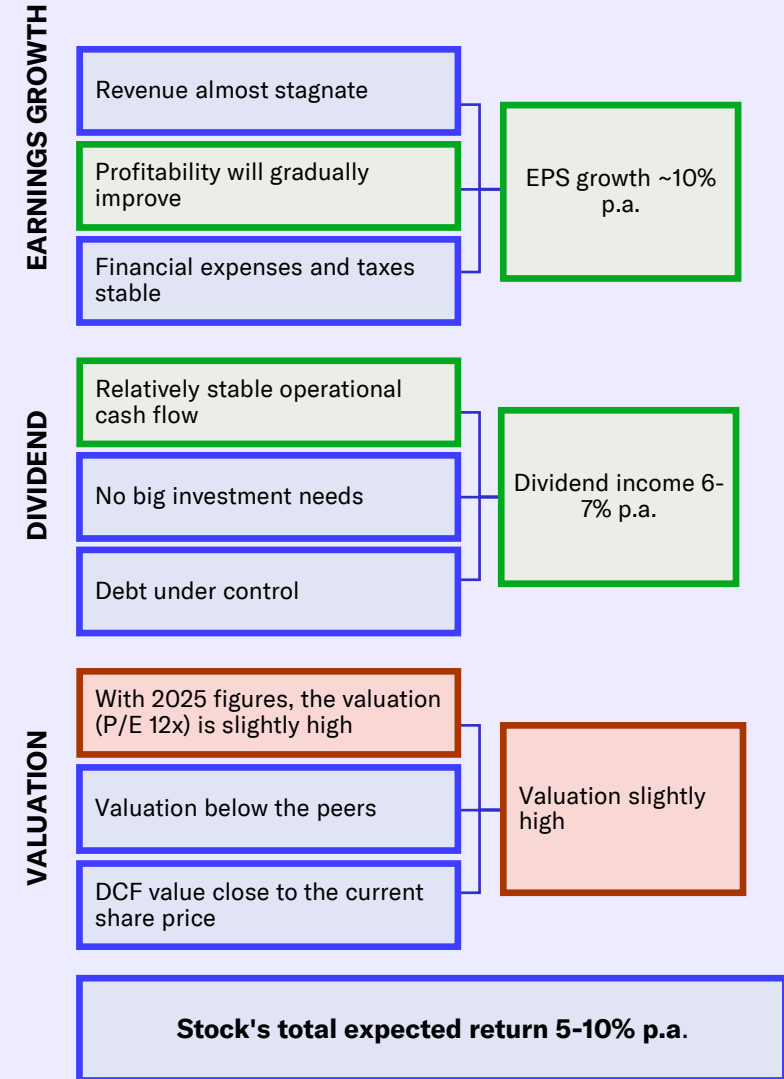 EARNINGS GROWTH
Revenue almost stagnate
Profitability will gradually
improve
Financial expenses and taxes
stable
EPS growth ~10%
p.a.
DIVIDEND
Relatively stable operational
cash flow
No big investment needs
Debt under control
Dividend income 6-
7% p.a.
VALUATION
With 2025 figures, the valuation
(P/E 12x) is slightly high
Valuation below the peers
DCF value close to the current
share price
Valuation slightly
high
Stock's total expected return 5-10% p.a.